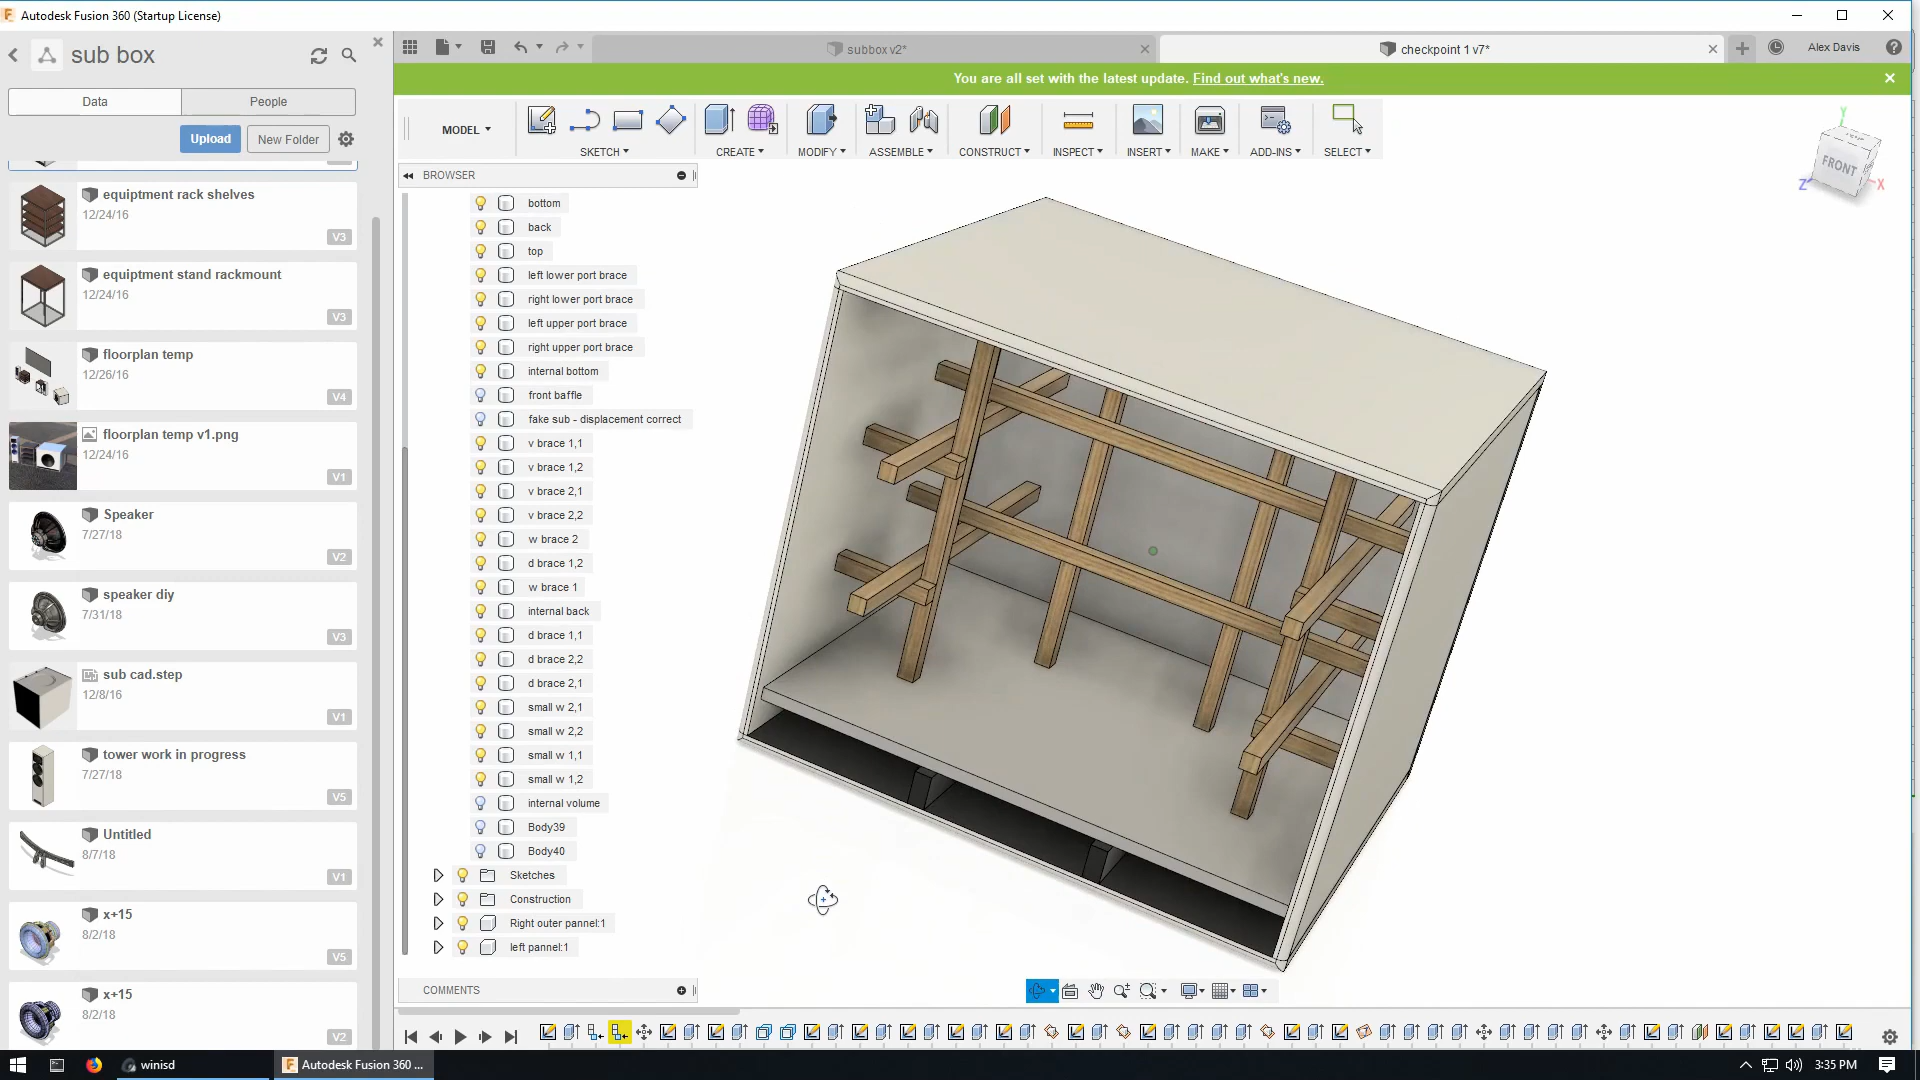 Autodesk Fusion 360 (Startup License)
sub box
Data
People
Upload
New Folder
equiptment rack shelves
12/24/16
V3
equiptment stand rackmount
12/24/16
V3
floorplan temp
12/26/16
V4
floorplan temp v1.png
12/24/16
V1
Speaker
7/27/18
V2
speaker diy
7/31/18
V3
sub cad.step
12/8/16
V1
tower work in progress
7/27/18
V5
Untitled
8/7/18
V1
x+15
8/2/18
V5
x+15
8/2/18
V2
subbox v2*
checkpoint 1 v7*
Alex Davis
You are all set with the latest update. Find out what's new.
MODEL
SKETCH
CREATE
MODIFY
ASSEMBLE
CONSTRUCT
INSPECT
INSERT
MAKE
ADD-INS
SELECT
BROWSER
bottom
back
top
left lower port brace
right lower port brace
left upper port brace
right upper port brace
internal bottom
front baffle
fake sub - displacement correct
v brace 1,1
v brace 1,2
v brace 2,1
v brace 2,2
w brace 2
d brace 1,2
w brace 1
internal back
d brace 1,1
d brace 2,2
d brace 2,1
small w 2,1
small w 2,2
small w 1,1
small w 1,2
internal volume
Body39
Body40
Sketches
Construction
Right outer pannel:1
left pannel:1
COMMENTS
Y
FRONT
Z
X
winisd
Autodesk Fusion 360 ...
3:35 PM